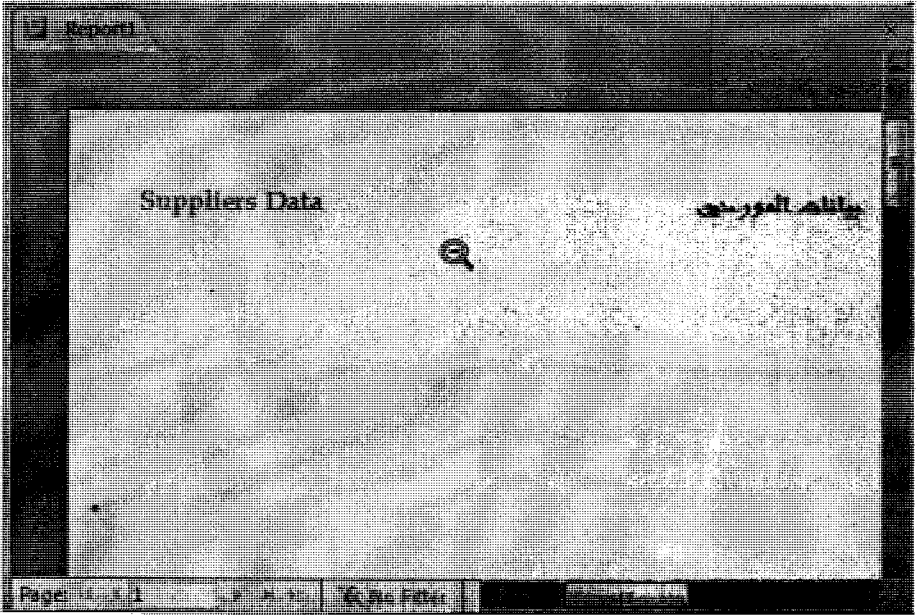 Report1
Suppliers Data
بيانات الموردين
Page: 1
No Filter